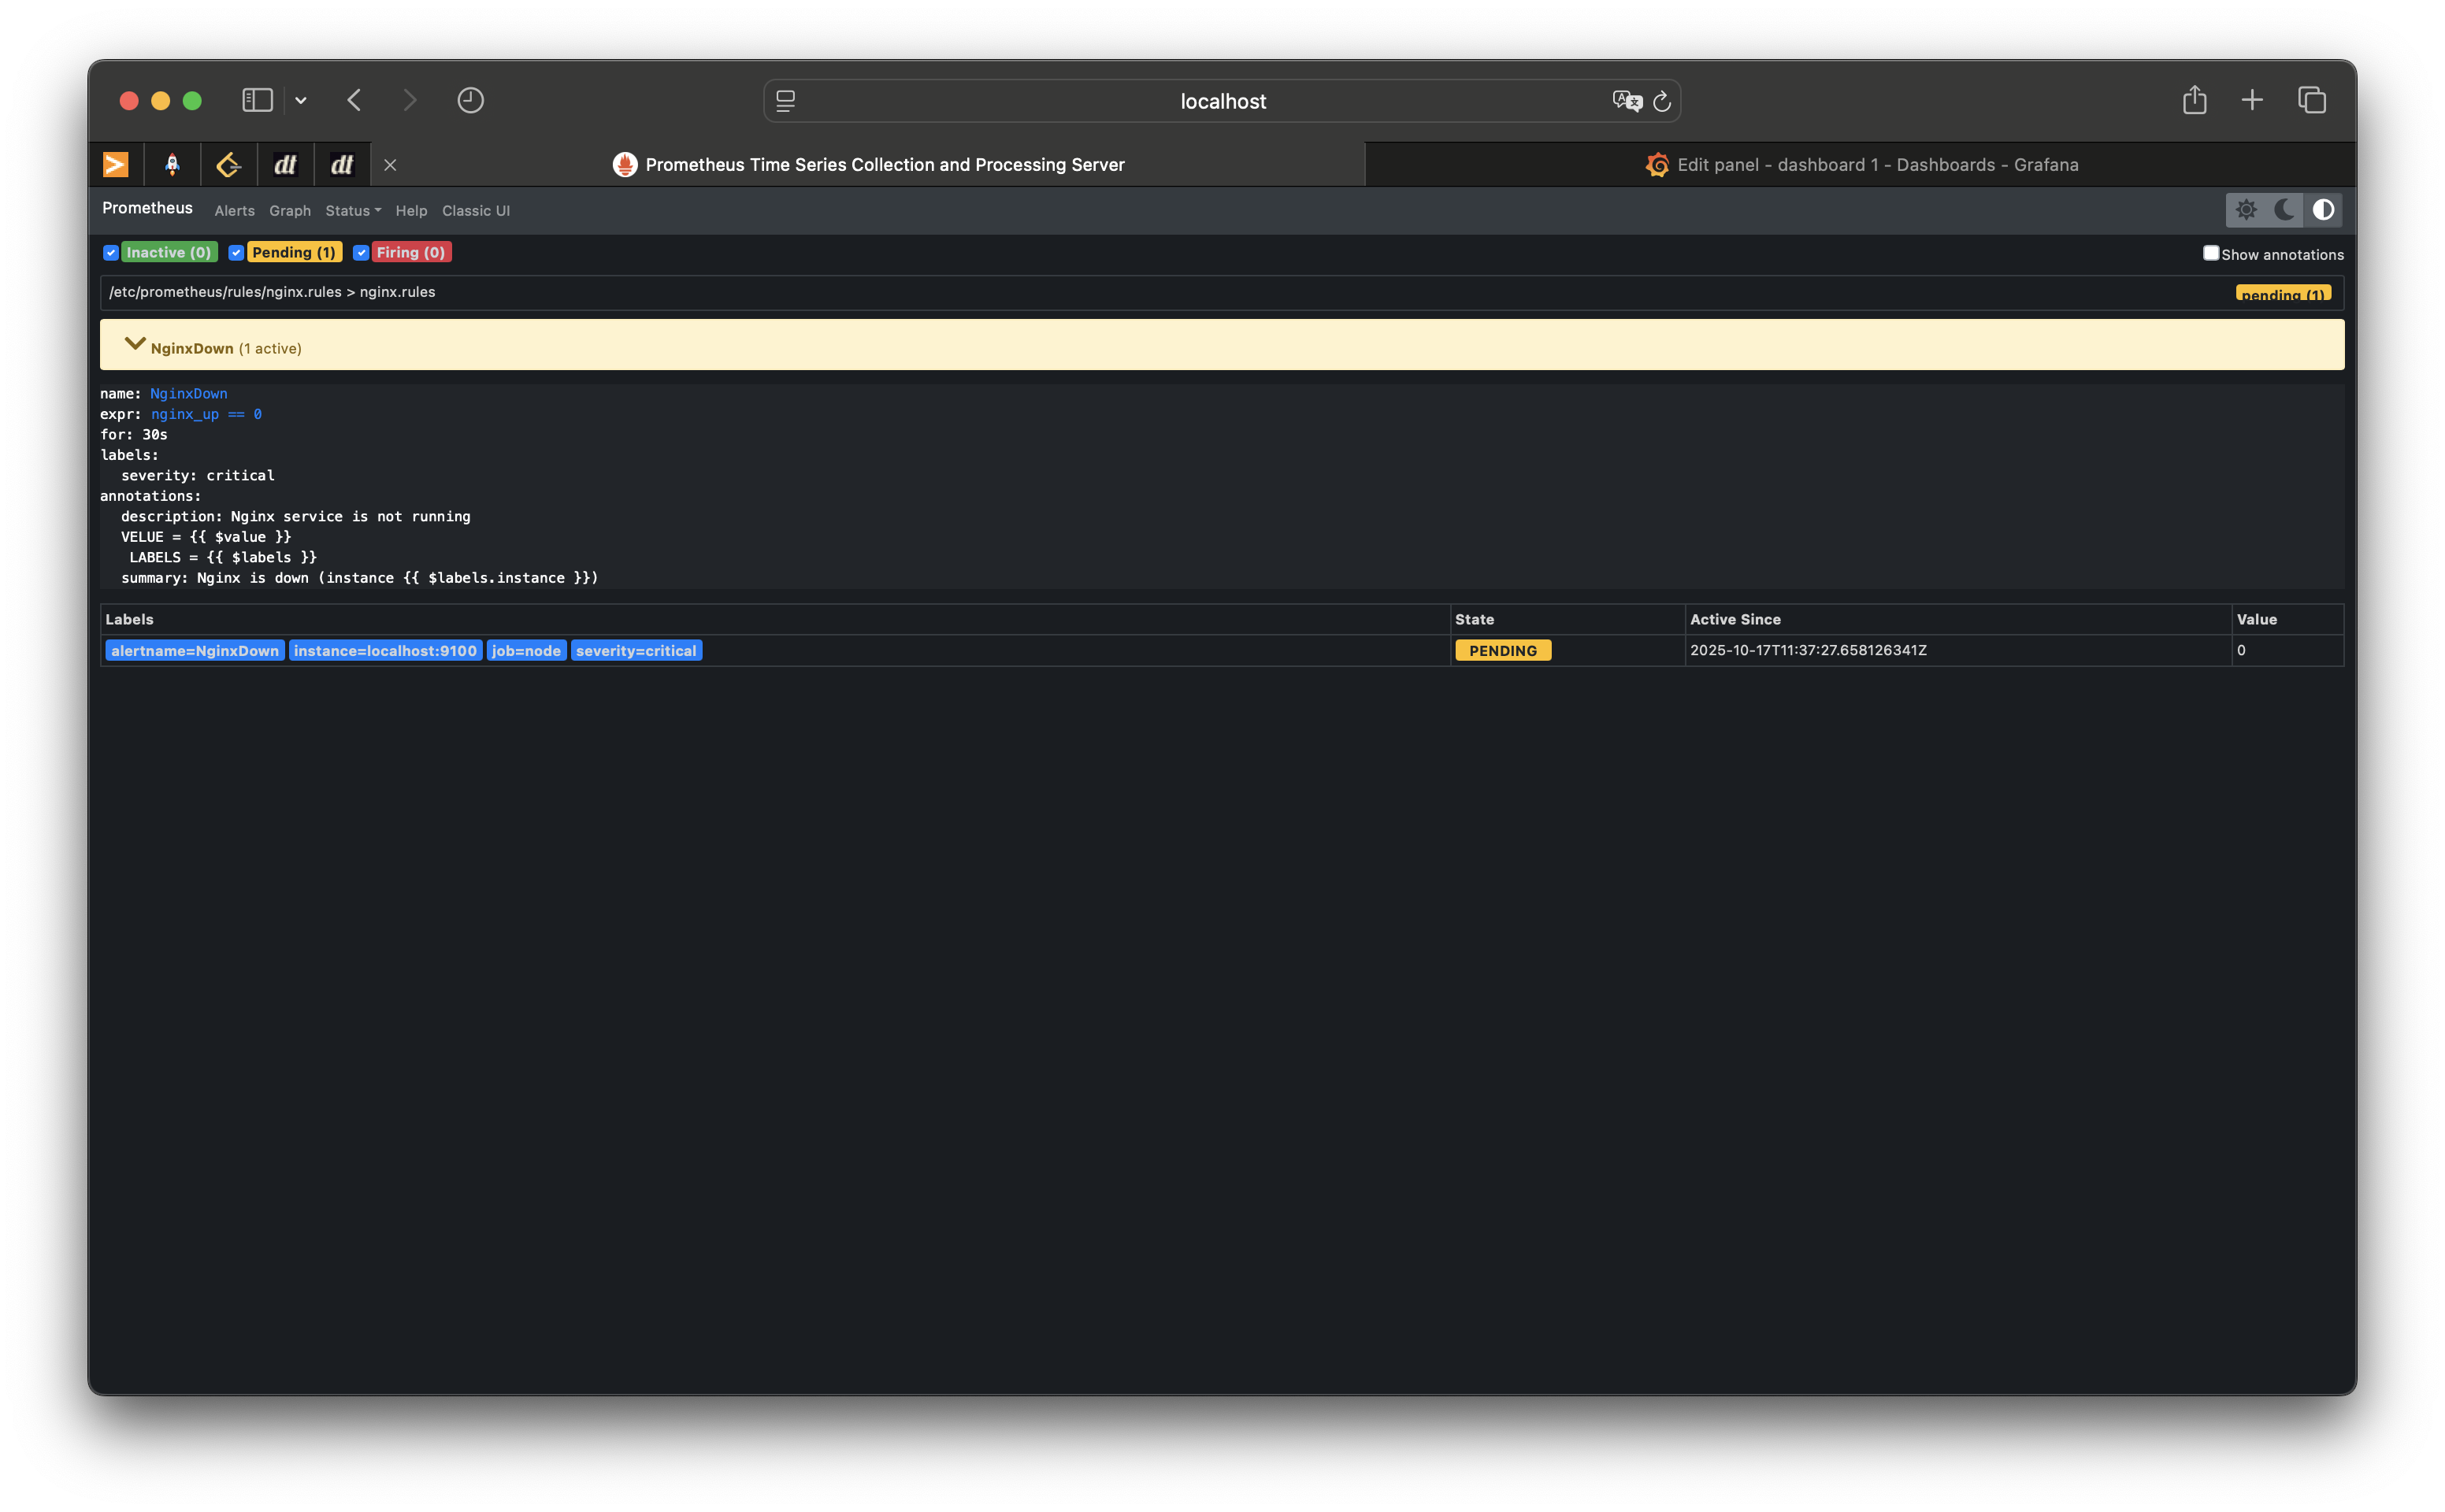 localhost
dt
dt
Prometheus Time Series Collection and Processing Server
Edit panel - dashboard 1 - Dashboards - Grafana
Prometheus Alerts Graph Status Help Classic UI
Inactive (0) Pending (1) Firing (0) Show annotations
/etc/prometheus/rules/nginx.rules > nginx.rules pending (1)
NginxDown (1 active)
name: NginxDown
expr: nginx_up == 0
for: 30s
labels:
severity: critical
annotations:
description: Nginx service is not running
VELUE = {{ $value }}
LABELS = {{ $labels }}
summary: Nginx is down (instance {{ $labels.instance }})
Labels State Active Since Value
alertname=NginxDown instance=localhost:9100 job=node severity=critical PENDING 2025-10-17T11:37:27.658126341Z 0